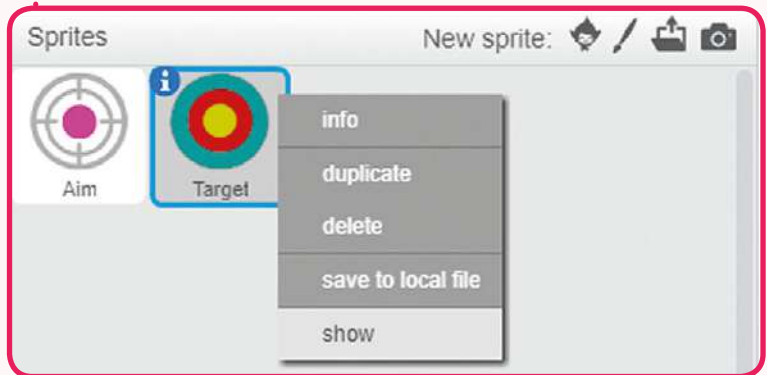 Sprites New sprite:
Aim
Target
info
duplicate
delete
save to local file
show